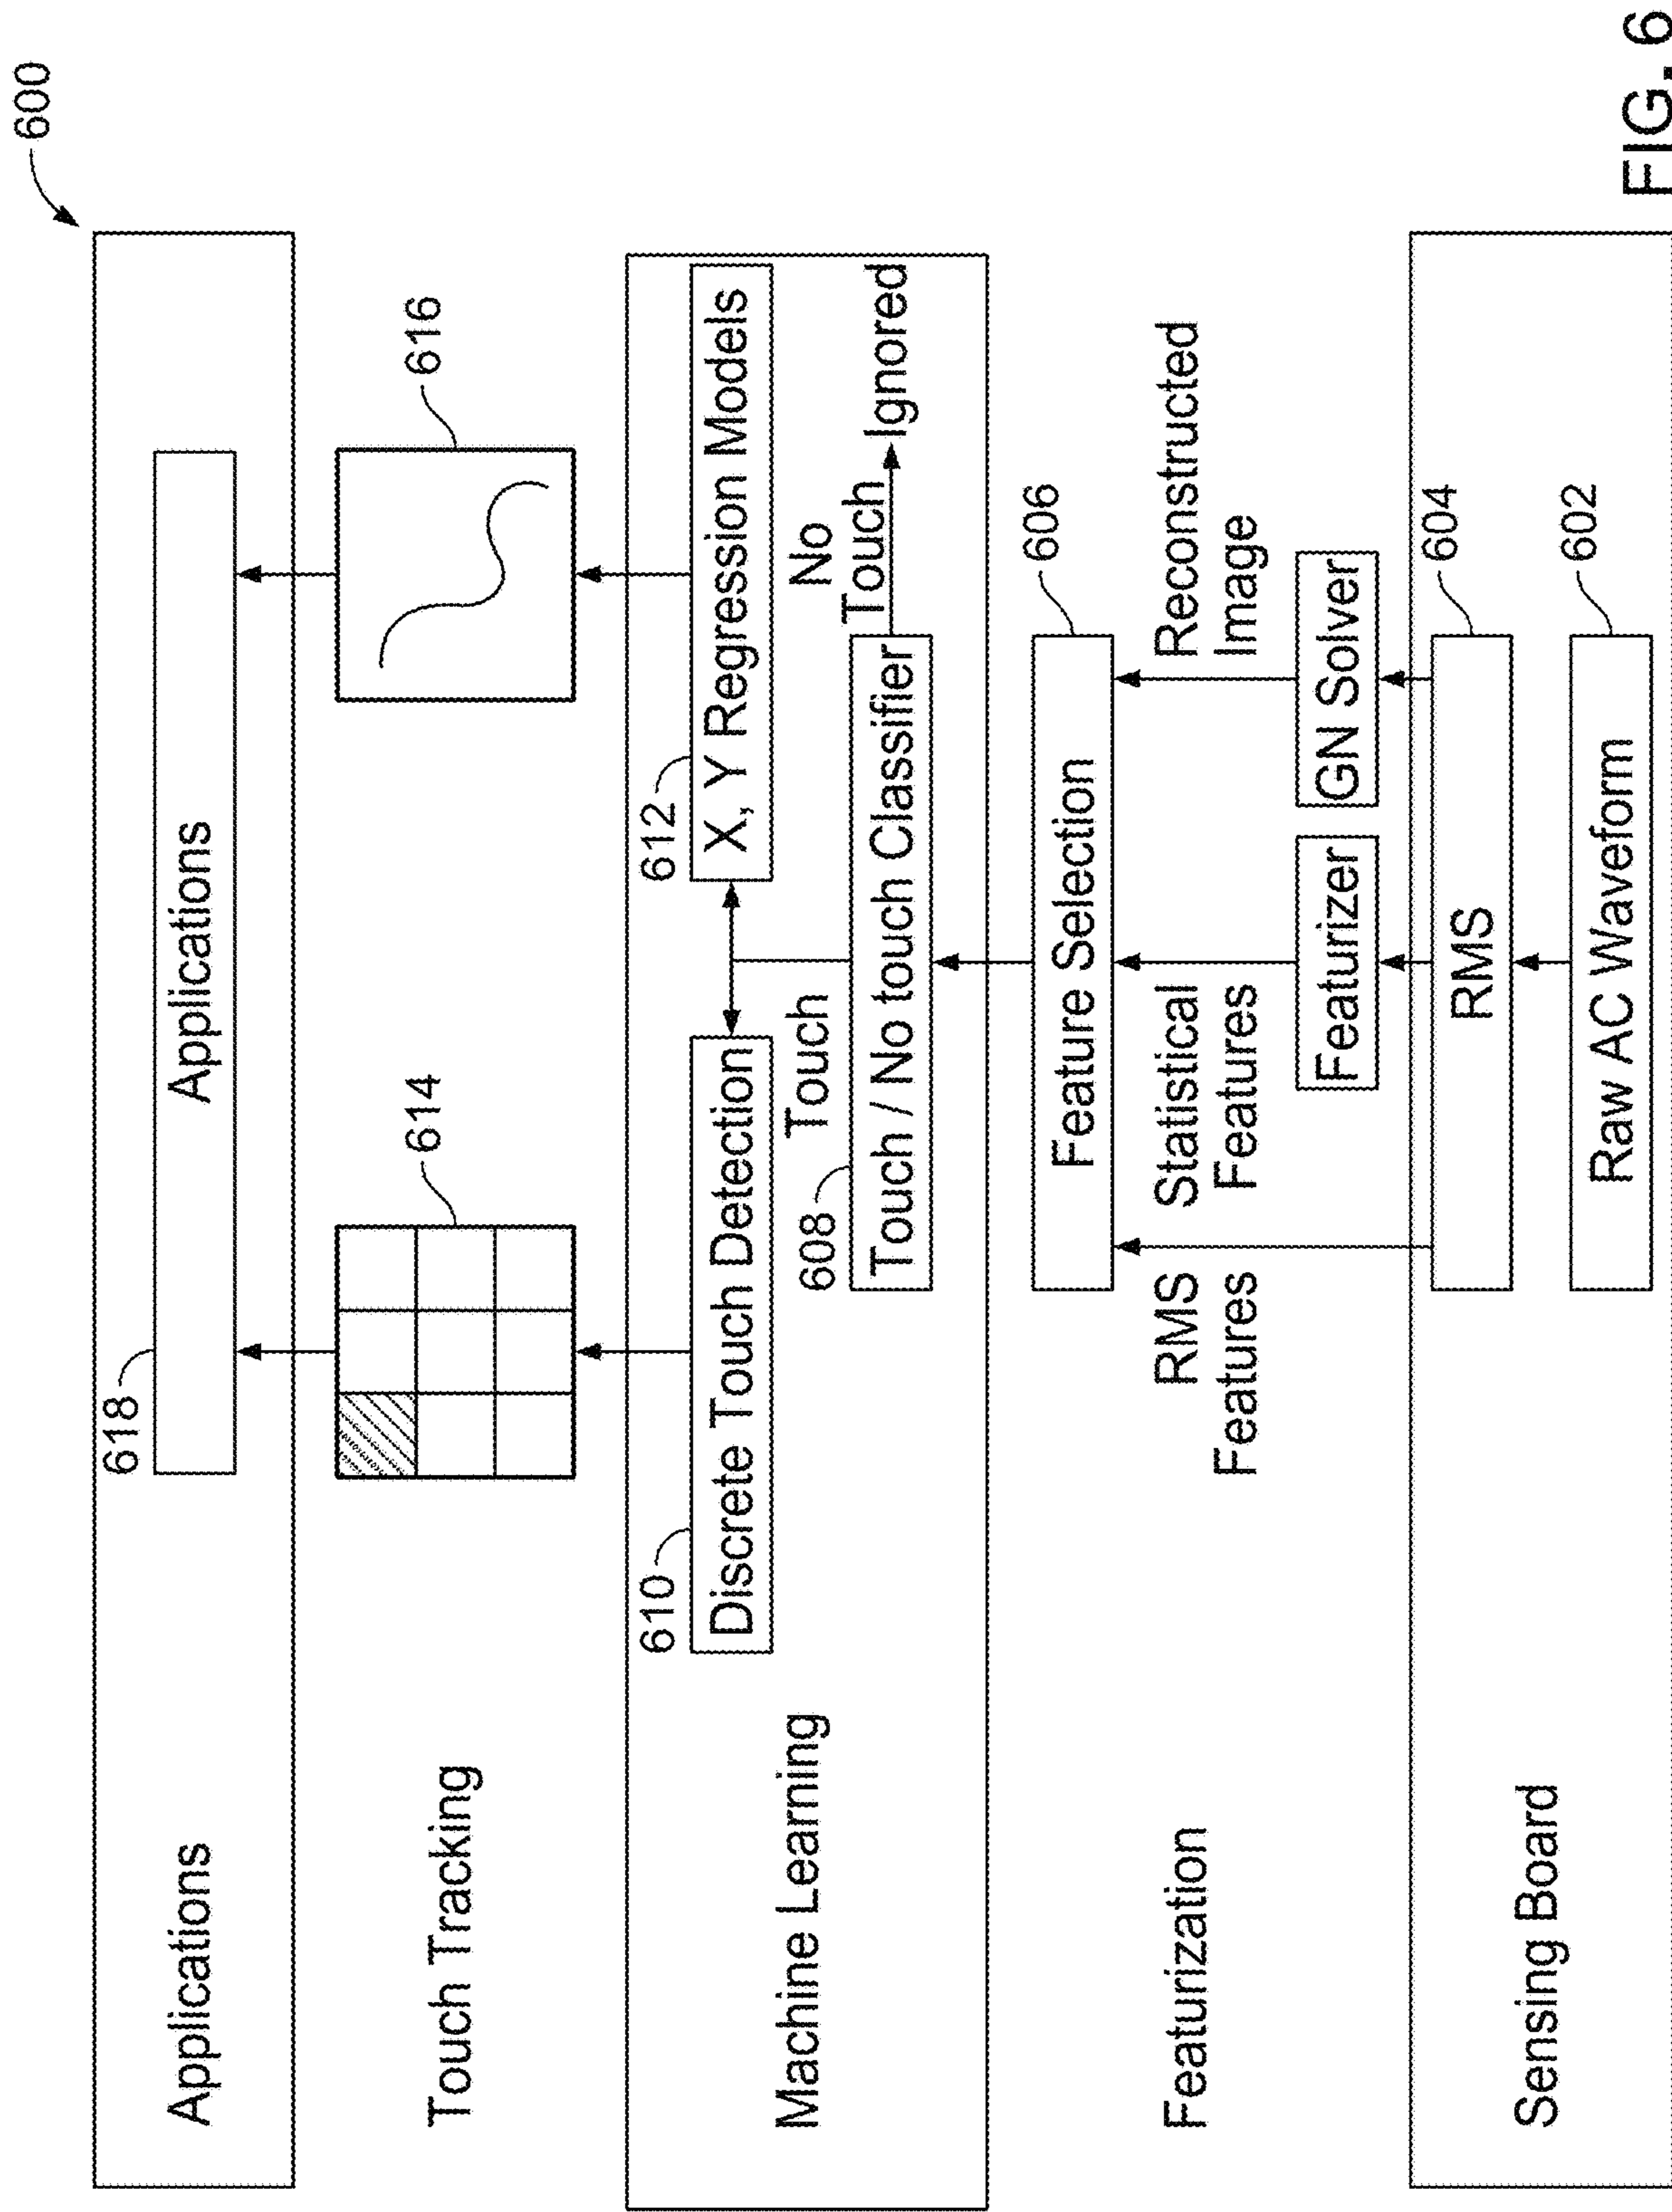 600
Applications
618
Applications
Touch Tracking
614
616
Machine Learning
610
Discrete Touch Detection
612
X, Y Regression Models
Touch
No
Touch
608
Touch / No touch Classifier
Ignored
Featurization
606
Feature Selection
RMS
Features
Statistical
Features
Reconstructed
Image
Featurizer
GN Solver
Sensing Board
604
RMS
602
Raw AC Waveform
FIG. 6